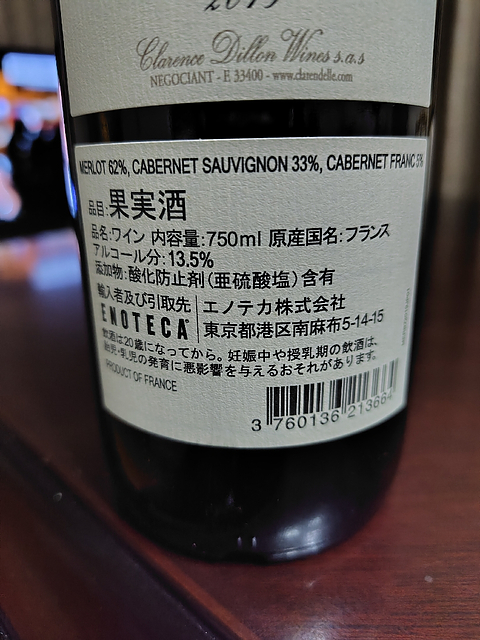 Clarence Dillon Wines s.a.s
NEGOCIANT - F 33400 - www.clarendelle.com
MERLOT 62%, CABERNET SAUVIGNON 33%, CABERNET FRANC 5%
品目:果実酒
品名:ワイン 内容量:750ml 原産国名:フランス
アルコール分:13.5%
添加物:酸化防止剤(亜硫酸塩)含有
輸入者及び引取先 エノテカ株式会社
ENOTECA 東京都港区南麻布5-14-15
飲酒は20歳になってから。妊娠中や授乳期の飲酒は、
胎児・乳児の発育に悪影響を与えるおそれがあります。
PRODUCT OF FRANCE
3 760136 213664